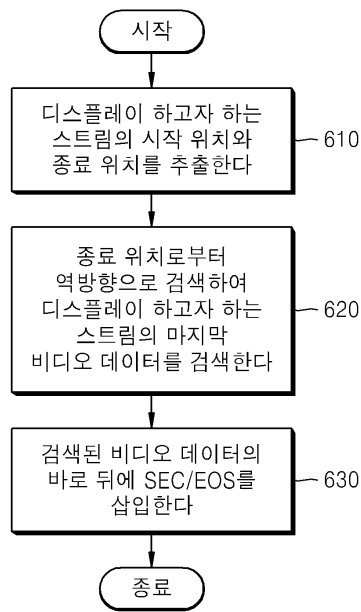 시작
디스플레이 하고자 하는
스트림의 시작 위치와
종료 위치를 추출한다
610
종료 위치로부터
역방향으로 검색하여
디스플레이 하고자 하는
스트림의 마지막
비디오 데이터를 검색한다
620
검색된 비디오 데이터의
바로 뒤에 SEC/EOS를
삽입한다
630
종료